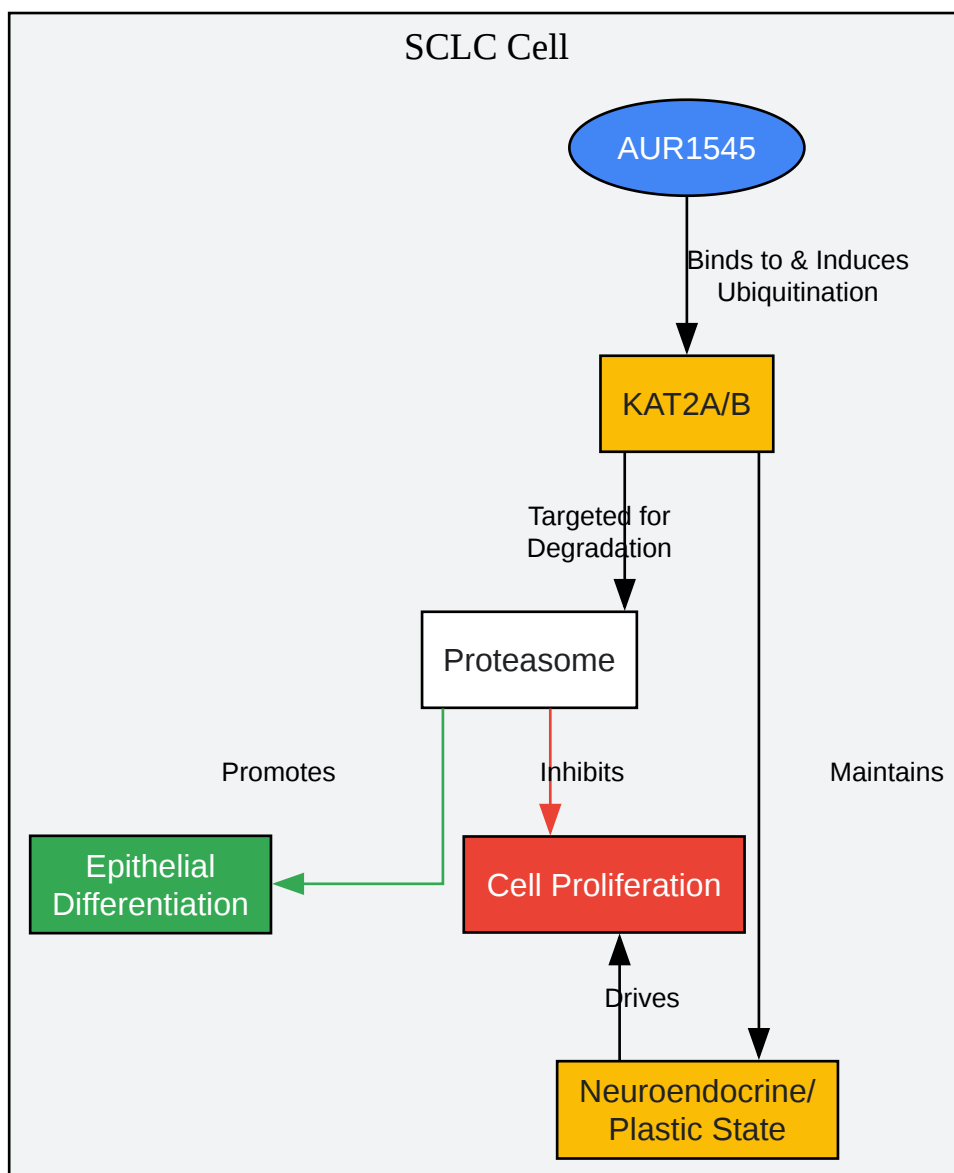 SCLC Cell
AUR1545
Binds to & Induces
Ubiquitination
KAT2A/B
Targeted for
Degradation
Proteasome
Promotes
Inhibits
Maintains
Epithelial
Differentiation
Cell Proliferation
Drives
Neuroendocrine/
Plastic State